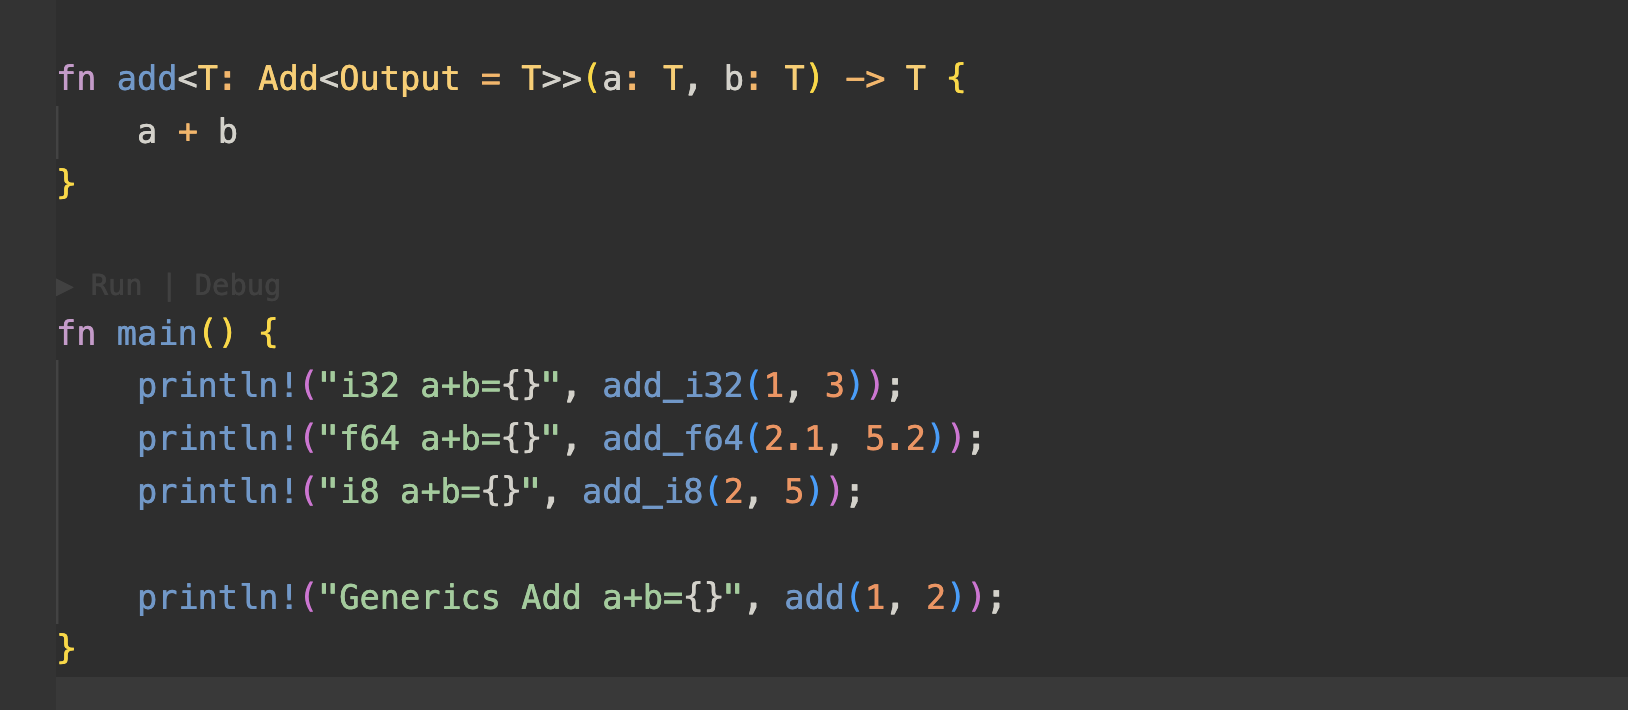 fn add<T: Add<Output = T>>(a: T, b: T) -> T {
    a + b
}
▶ Run | Debug
fn main() {
    println!("i32 a+b={}", add_i32(1, 3));
    println!("f64 a+b={}", add_f64(2.1, 5.2));
    println!("i8 a+b={}", add_i8(2, 5));
    println!("Generics Add a+b={}", add(1, 2));
}